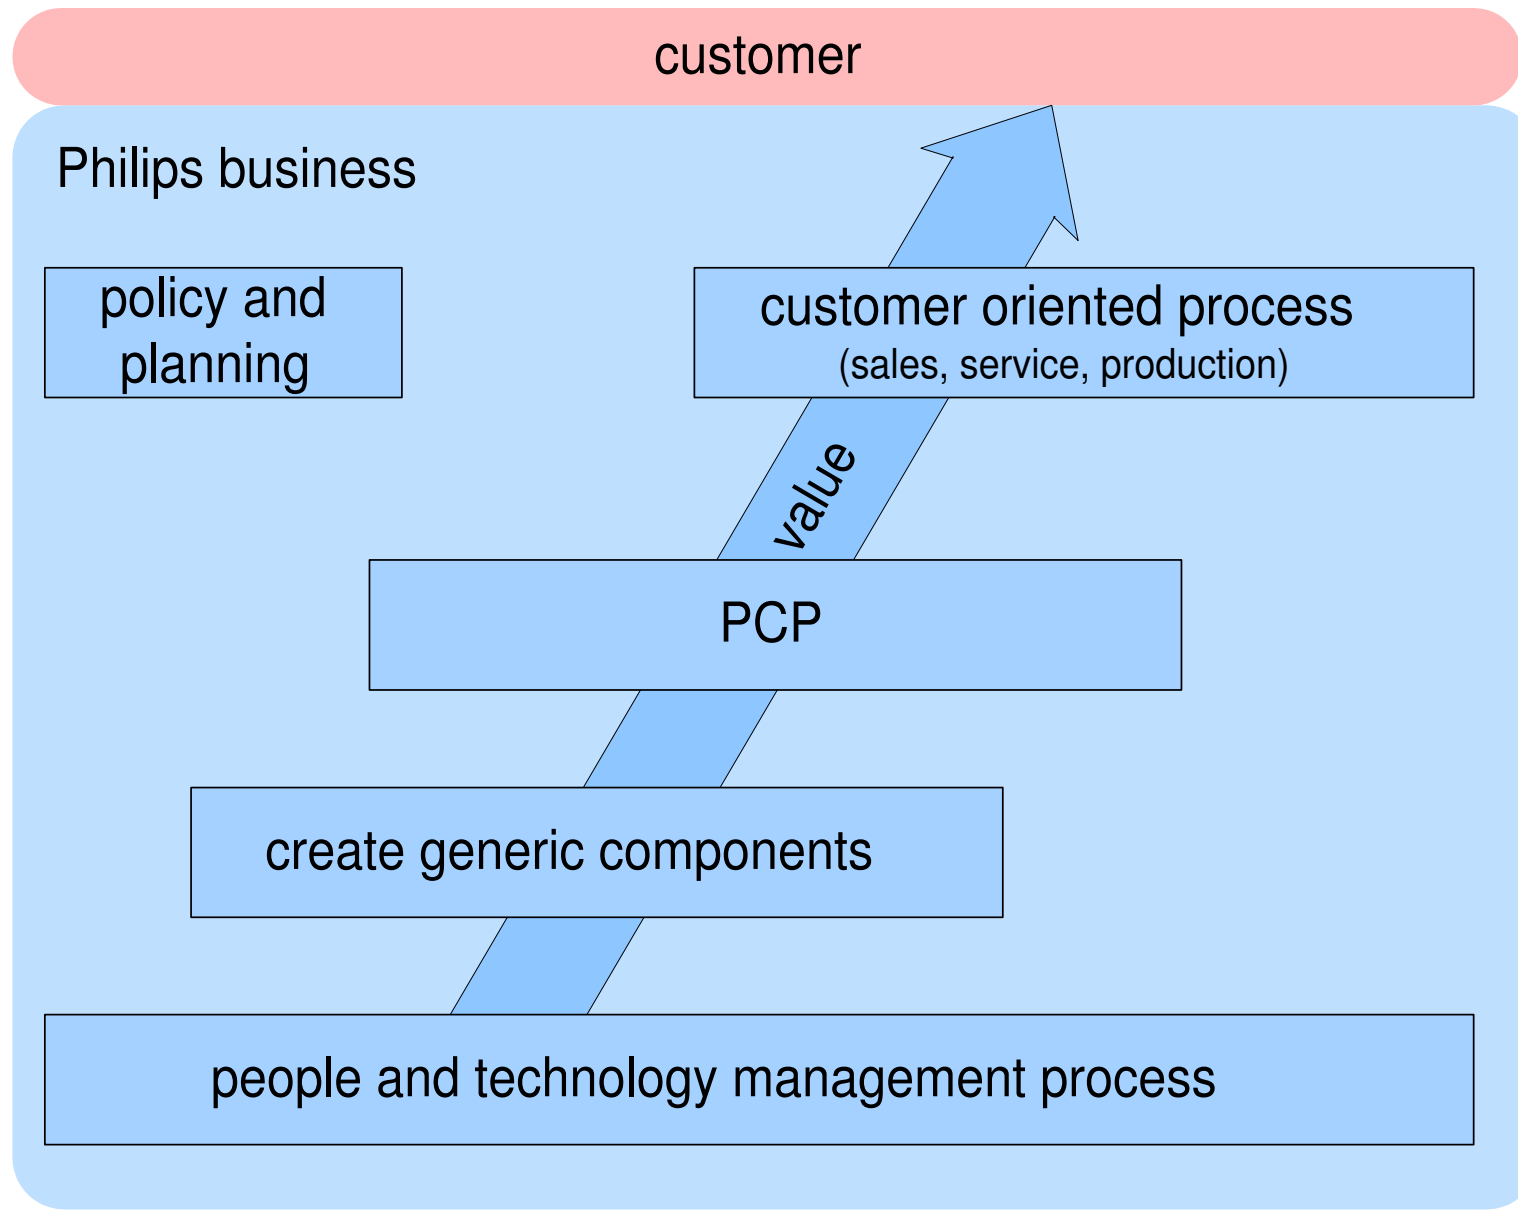 customer
Philips business
policy and
planning
customer oriented process
(sales, service, production)
value
PCP
create generic components
people and technology management process